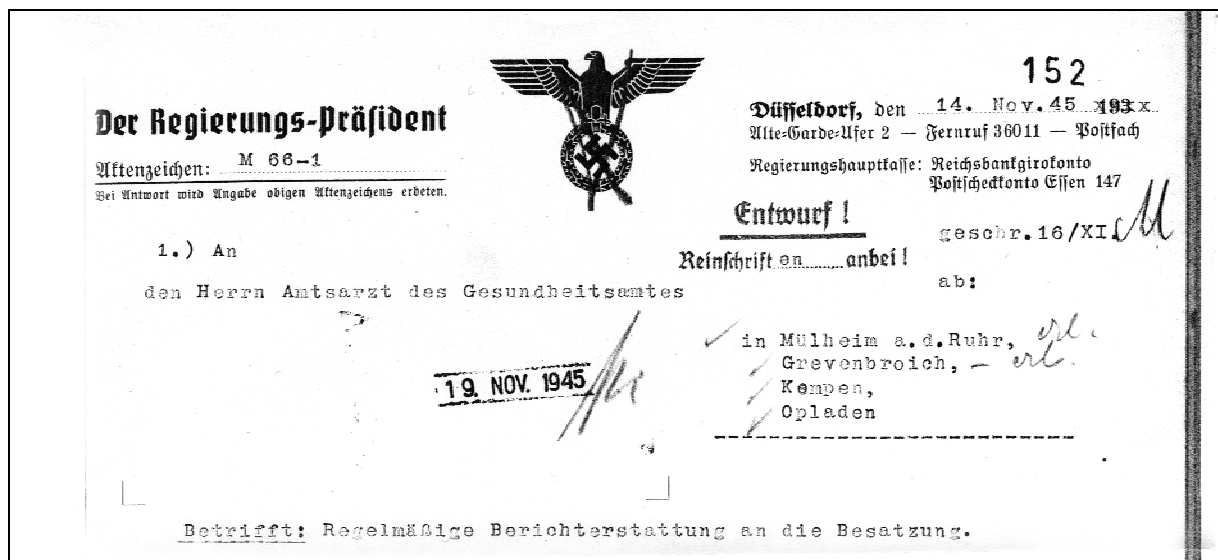 152
Der Regierungs-Präsident
Aktenzeichen: M 66-1
Bei Antwort wird Angabe obigen Aktenzeichens erbeten.
Düsseldorf, den 14. Nov. 45 193
Alte-Garde-Ufer 2 — Fernruf 36011 — Postfach
Regierungshauptkasse: Reichsbankgirokonto
Postscheckkonto Essen 147
Entwurf !
geschr. 16/XI. M
Reinschrift en anbei !
ab:
1.) An
den Herrn Amtsarzt des Gesundheitsamtes
in Mülheim a.d.Ruhr, erl.
Grevenbroich, – erl.
Kempen,
Opladen
19. NOV. 1945
Betrifft: Regelmäßige Berichterstattung an die Besatzung.